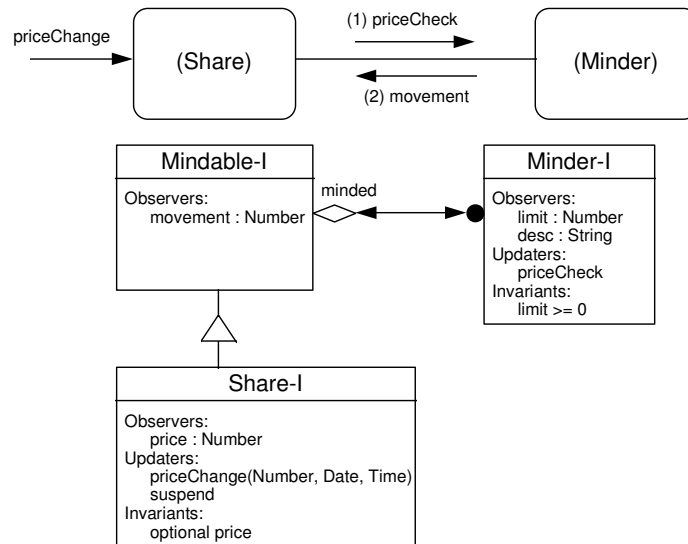 (1) priceCheck
priceChange
(Share)
(Minder)
(2) movement
Mindable-I
Observers:
movement : Number
minded
Minder-I
Observers:
limit : Number
desc : String
Updaters:
priceCheck
Invariants:
limit >= 0
Share-I
Observers:
price : Number
Updaters:
priceChange(Number, Date, Time)
suspend
Invariants:
optional price